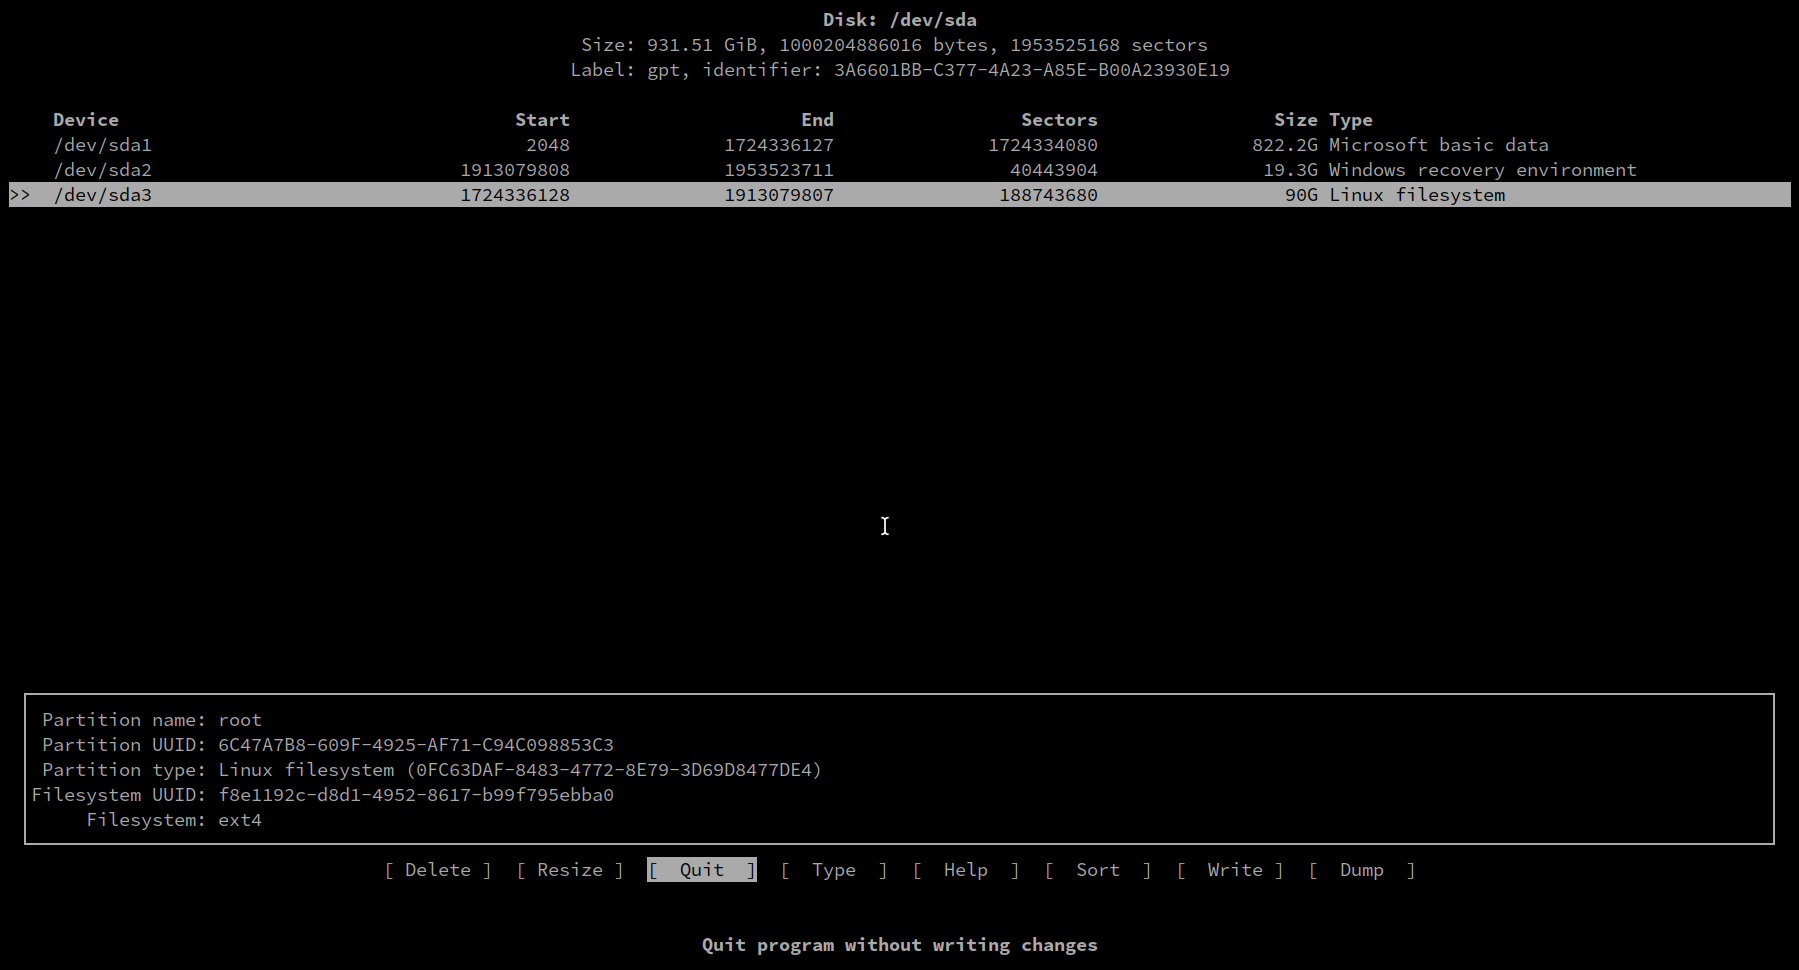 Disk: /dev/sda
Size: 931.51 GiB, 1000204886016 bytes, 1953525168 sectors
Label: gpt, identifier: 3A6601BB-C377-4A23-A85E-B00A23930E19
Device Start End Sectors Size Type
/dev/sda1 2048 1724336127 1724334080 822.2G Microsoft basic data
/dev/sda2 1913079808 1953523711 40443904 19.3G Windows recovery environment
>> /dev/sda3 1724336128 1913079807 188743680 90G Linux filesystem
Partition name: root
Partition UUID: 6C47A7B8-609F-4925-AF71-C94C098853C3
Partition type: Linux filesystem (0FC63DAF-8483-4772-8E79-3D69D8477DE4)
Filesystem UUID: f8e1192c-d8d1-4952-8617-b99f795ebba0
Filesystem: ext4
[ Delete ] [ Resize ] [ Quit ] [ Type ] [ Help ] [ Sort ] [ Write ] [ Dump ]
Quit program without writing changes